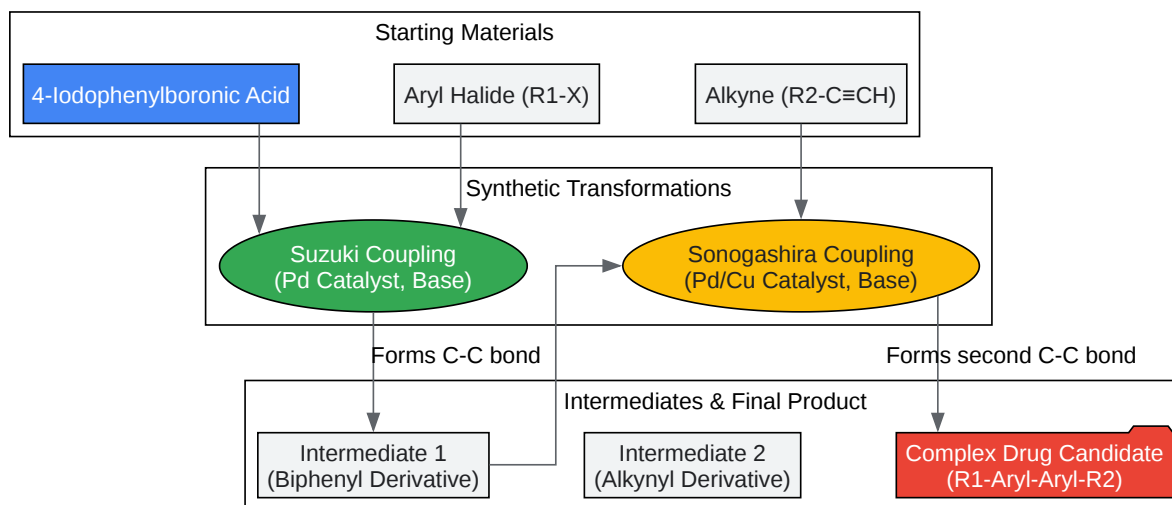 Starting Materials
4-Iodophenylboronic Acid
Aryl Halide (R1-X)
Alkyne (R2-C≡CH)
Synthetic Transformations
Suzuki Coupling
(Pd Catalyst, Base)
Sonogashira Coupling
(Pd/Cu Catalyst, Base)
Forms C-C bond
Forms second C-C bond
Intermediates & Final Product
Intermediate 1
(Biphenyl Derivative)
Intermediate 2
(Alkynyl Derivative)
Complex Drug Candidate
(R1-Aryl-Aryl-R2)